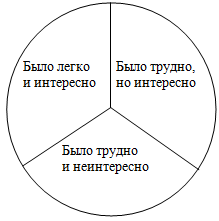 Было легко
и интересно
Было трудно,
но интересно
Было трудно
и неинтересно